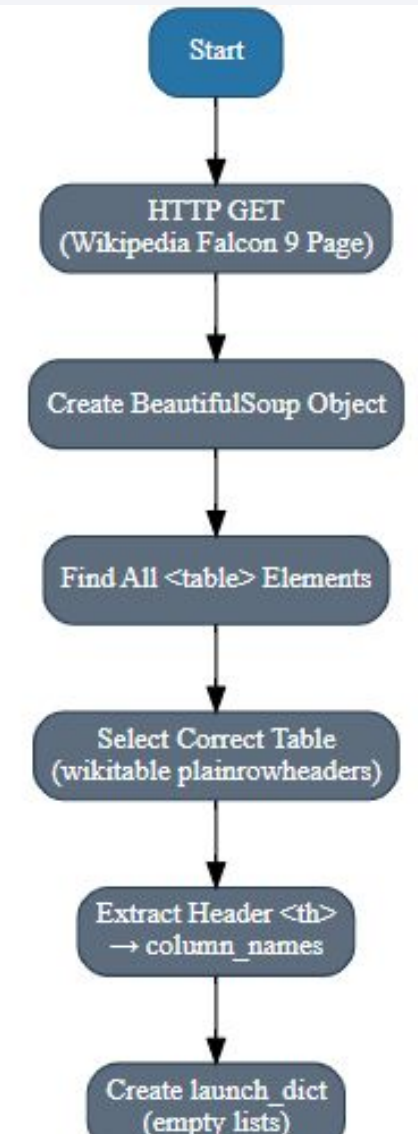 Start
HTTP GET
(Wikipedia Falcon 9 Page)
Create BeautifulSoup Object
Find All <table> Elements
Select Correct Table
(wikitable plainrowheaders)
Extract Header <th>
→ column_names
Create launch_dict
(empty lists)